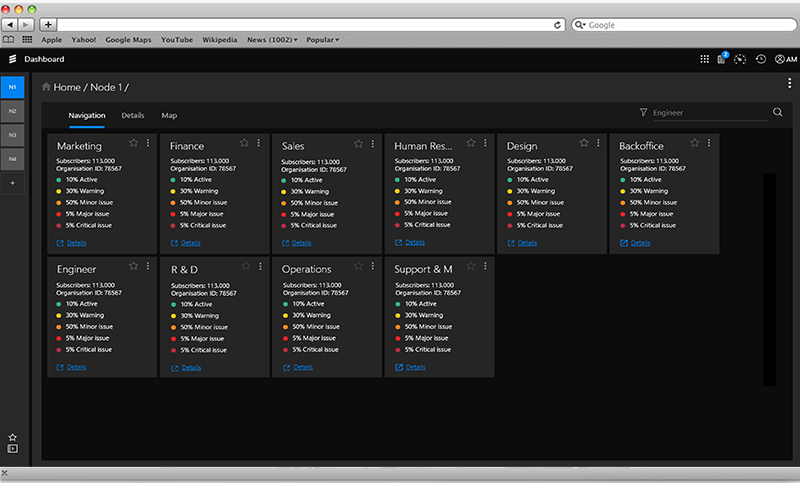 Google
Apple Yahoo! Google Maps YouTube Wikipedia News (1002) Popular
Dashboard
2
AM
N1
N2
N3
N4
+
Home / Node 1 /
Navigation Details Map
Engineer
Marketing
Subscribers: 113.000
Organisation ID: 78567
10% Active
30% Warning
50% Minor issue
5% Major issue
5% Critical issue
Details
Finance
Subscribers: 113.000
Organisation ID: 78567
10% Active
30% Warning
50% Minor issue
5% Major issue
5% Critical issue
Details
Sales
Subscribers: 113.000
Organisation ID: 78567
10% Active
30% Warning
50% Minor issue
5% Major issue
5% Critical issue
Details
Human Res...
Subscribers: 113.000
Organisation ID: 78567
10% Active
30% Warning
50% Minor issue
5% Major issue
5% Critical issue
Details
Design
Subscribers: 113.000
Organisation ID: 78567
10% Active
30% Warning
50% Minor issue
5% Major issue
5% Critical issue
Details
Backoffice
Subscribers: 113.000
Organisation ID: 78567
10% Active
30% Warning
50% Minor issue
5% Major issue
5% Critical issue
Details
Engineer
Subscribers: 113.000
Organisation ID: 78567
10% Active
30% Warning
50% Minor issue
5% Major issue
5% Critical issue
Details
R & D
Subscribers: 113.000
Organisation ID: 78567
10% Active
30% Warning
50% Minor issue
5% Major issue
5% Critical issue
Details
Operations
Subscribers: 113.000
Organisation ID: 78567
10% Active
30% Warning
50% Minor issue
5% Major issue
5% Critical issue
Details
Support & M
Subscribers: 113.000
Organisation ID: 78567
10% Active
30% Warning
50% Minor issue
5% Major issue
5% Critical issue
Details